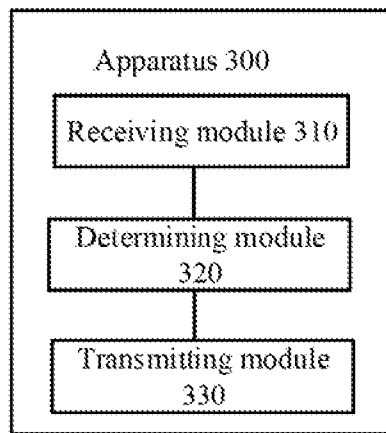 Apparatus 300
Receiving module 310
Determining module
320
Transmitting module
330